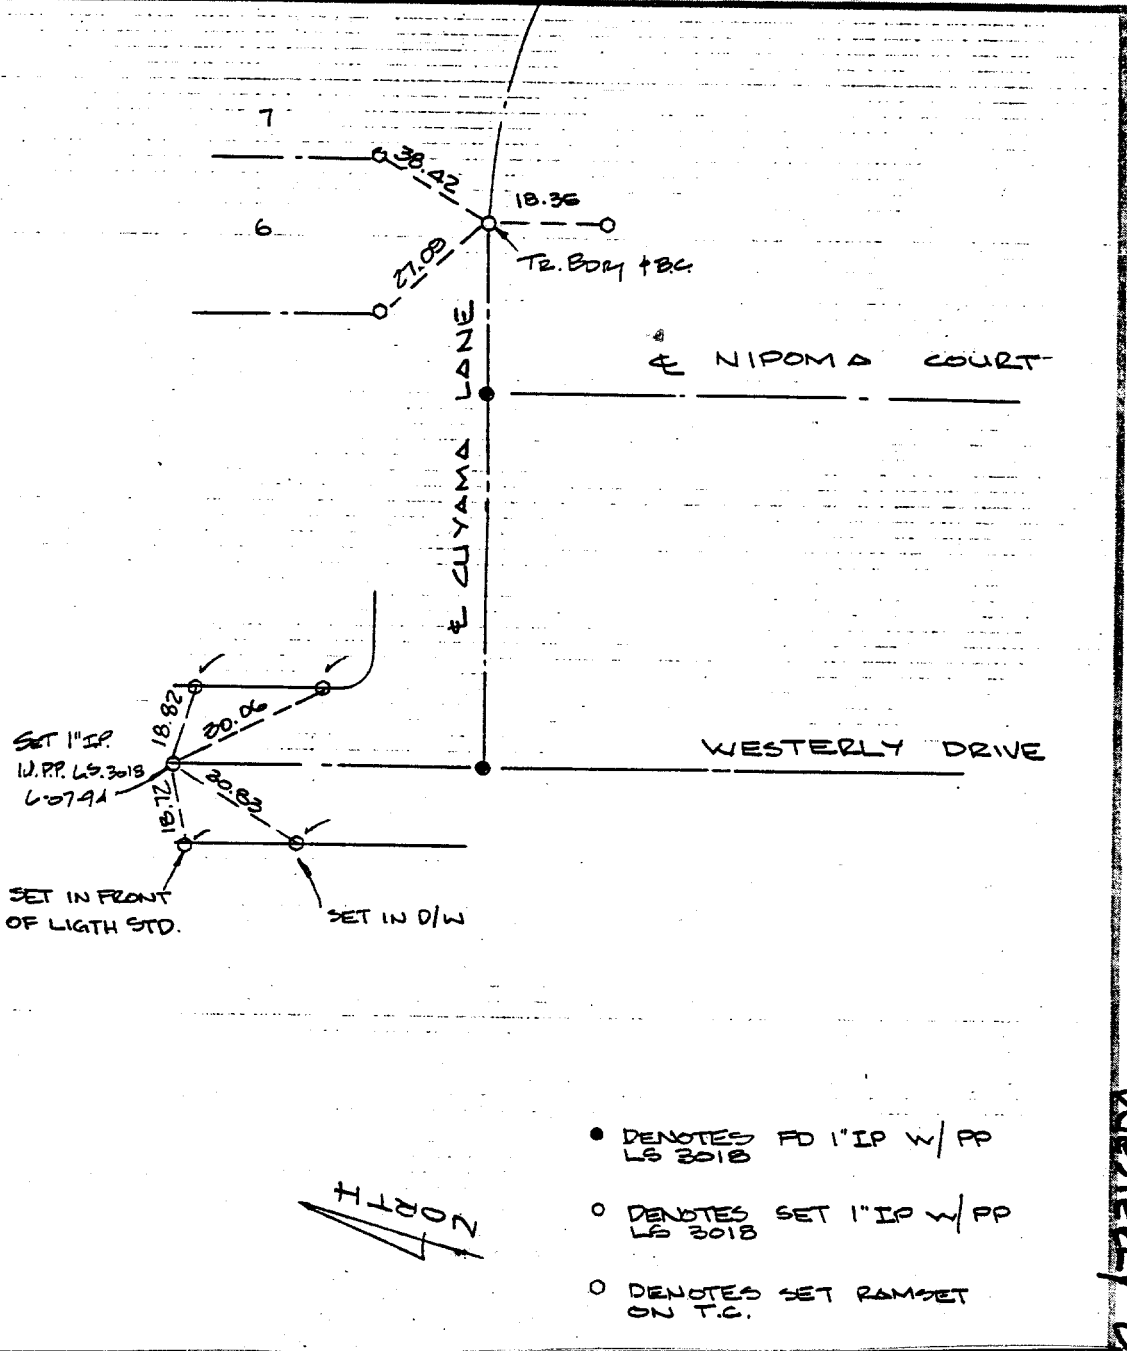 7
38.42
18.36
6
27.09
TR. BDRY & B.C.
℄ NIPOMA COURT
℄ CUYAMA LANE
18.82
30.06
SET 1" I.P.
W. P.P. L.S. 3018
WESTERLY DRIVE
18.72
30.83
SET IN FRONT
OF LIGTH STD.
SET IN D/W
● DENOTES FD 1" IP W/ PP
LS 3018
○ DENOTES SET 1" IP W/ PP
LS 3018
○ DENOTES SET RAMSET
ON T.C.
NORTH